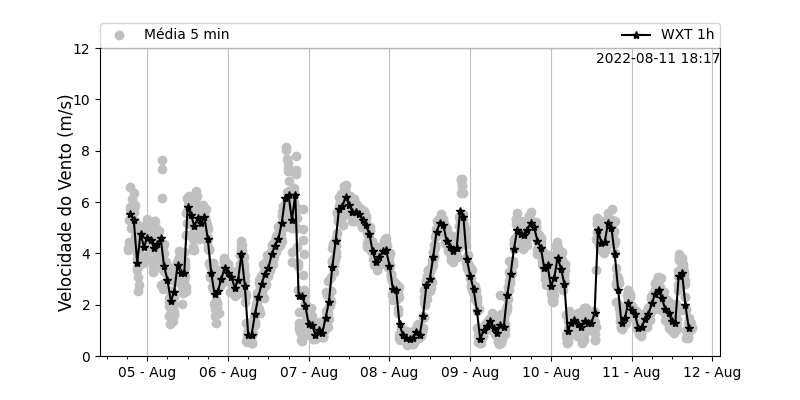 Média 5 min
WXT 1h
2022-08-11 18:17
Velocidade do Vento (m/s)
12
10
8
6
4
2
0
05 - Aug 06 - Aug 07 - Aug 08 - Aug 09 - Aug 10 - Aug 11 - Aug 12 - Aug